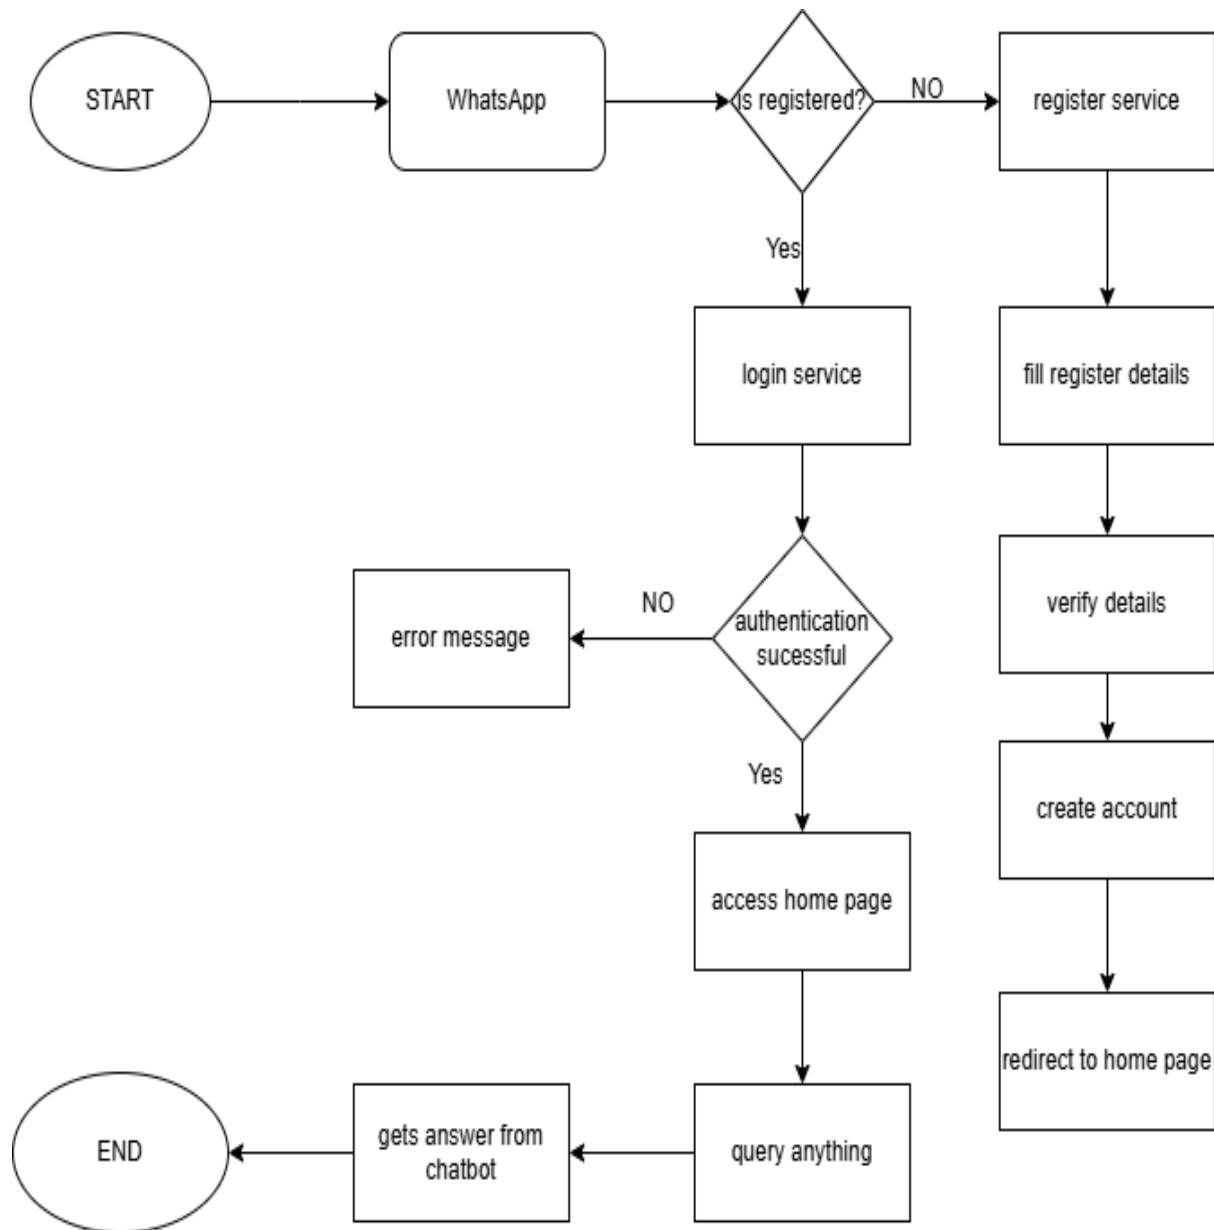 START
WhatsApp
is registered?
NO
register service
Yes
login service
fill register details
NO
error message
authentication
sucessful
verify details
Yes
create account
access home page
redirect to home page
END
gets answer from
chatbot
query anything